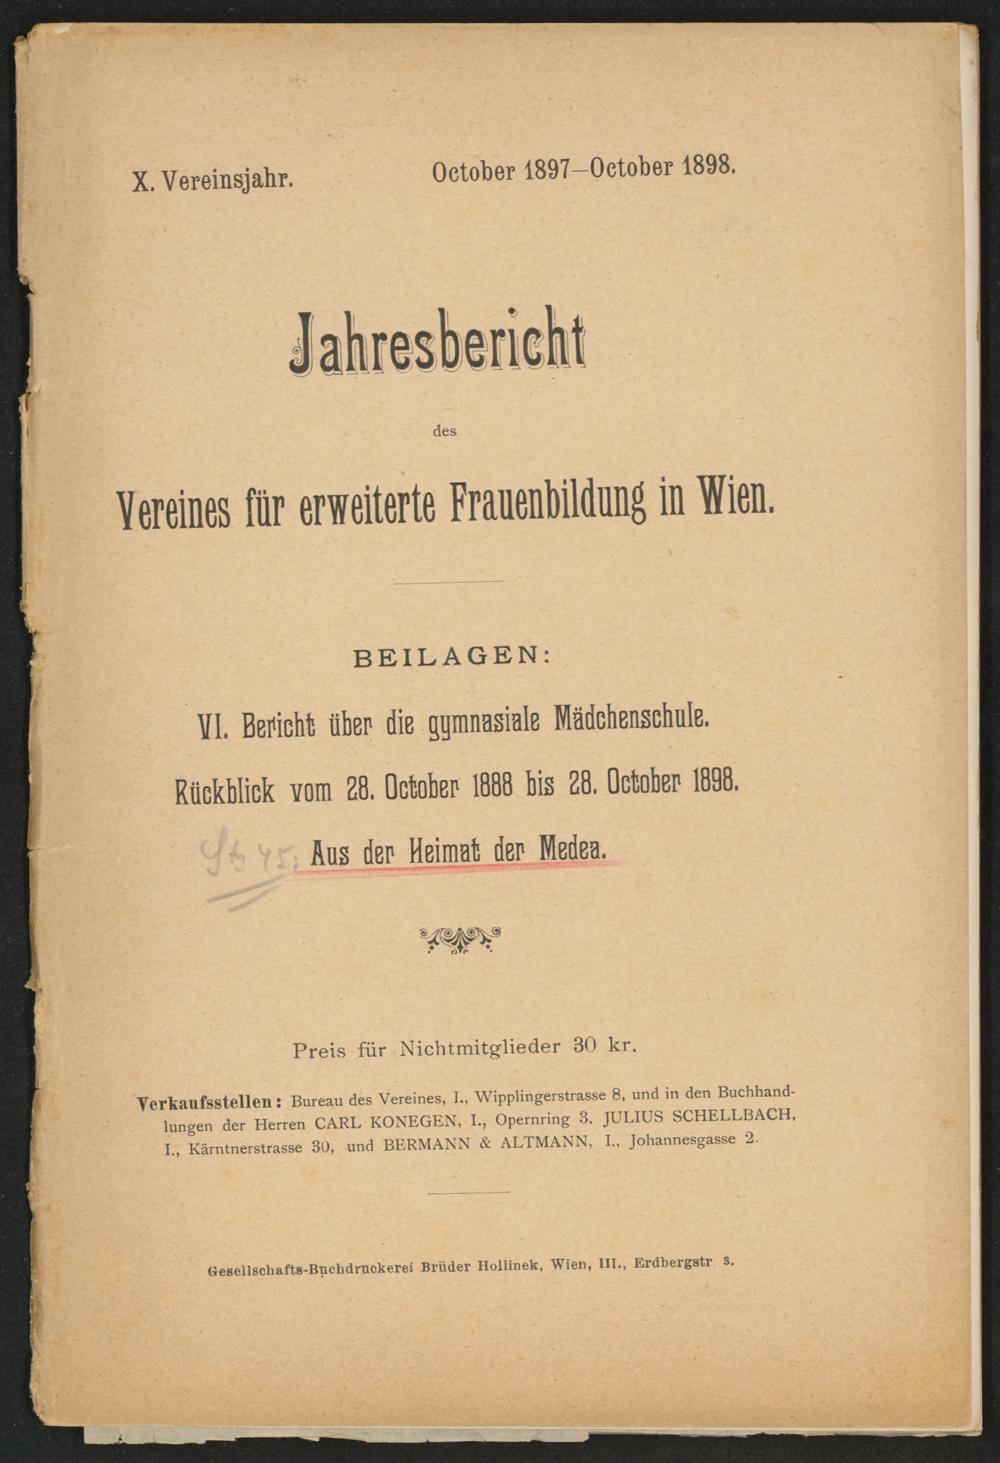 X. Vereinsjahr. October 1897—October 1898.
Jahresbericht
des
Vereines für erweiterte Frauenbildung in Wien.
BEILAGEN:
VI. Bericht über die gymnasiale Mädchenschule.
Rückblick vom 28. October 1888 bis 28. October 1898.
45. Aus der Heimat der Medea.
Preis für Nichtmitglieder 30 kr.
Verkaufsstellen: Bureau des Vereines, I., Wipplingerstrasse 8, und in den Buchhand-
lungen der Herren CARL KONEGEN, I., Opernring 3, JULIUS SCHELLBACH,
I., Kärntnerstrasse 30, und BERMANN & ALTMANN, I., Johannesgasse 2.
Gesellschafts-Buchdruckerei Brüder Hollinek, Wien, III., Erdbergstr 3.